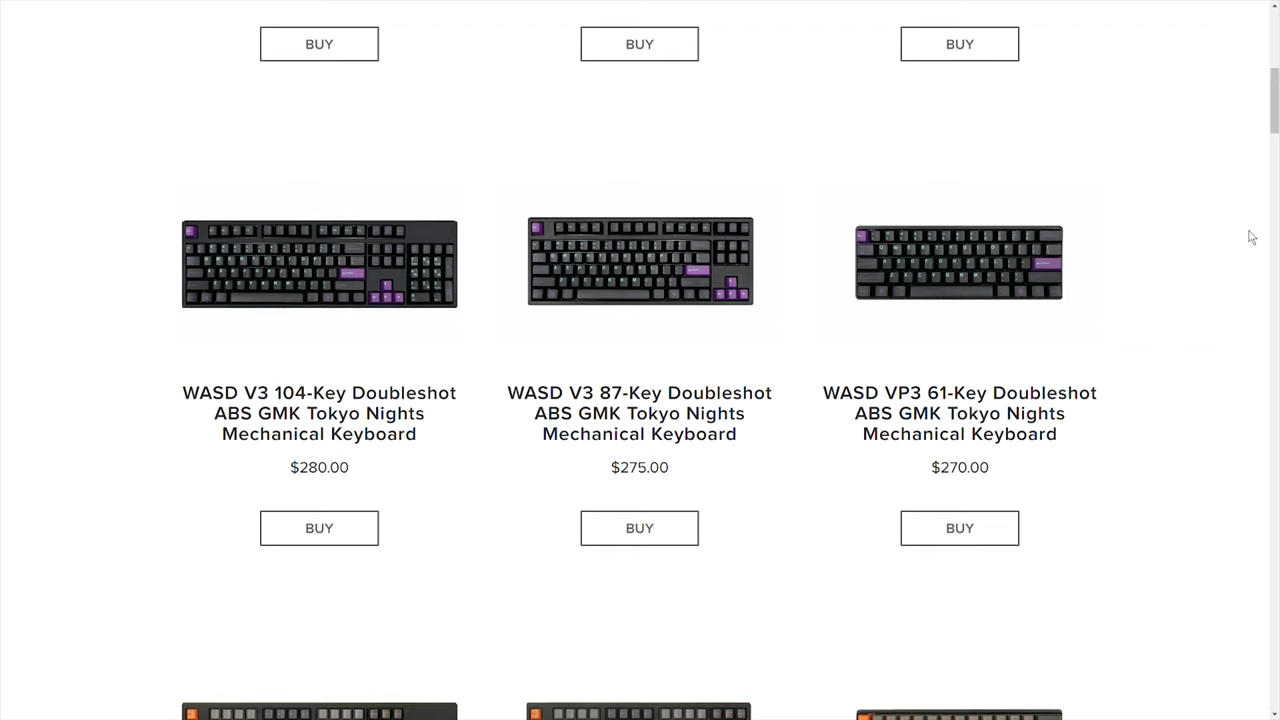 BUY
BUY
BUY
WASD V3 104-Key Doubleshot
ABS GMK Tokyo Nights
Mechanical Keyboard
$280.00
BUY
WASD V3 87-Key Doubleshot
ABS GMK Tokyo Nights
Mechanical Keyboard
$275.00
BUY
WASD VP3 61-Key Doubleshot
ABS GMK Tokyo Nights
Mechanical Keyboard
$270.00
BUY